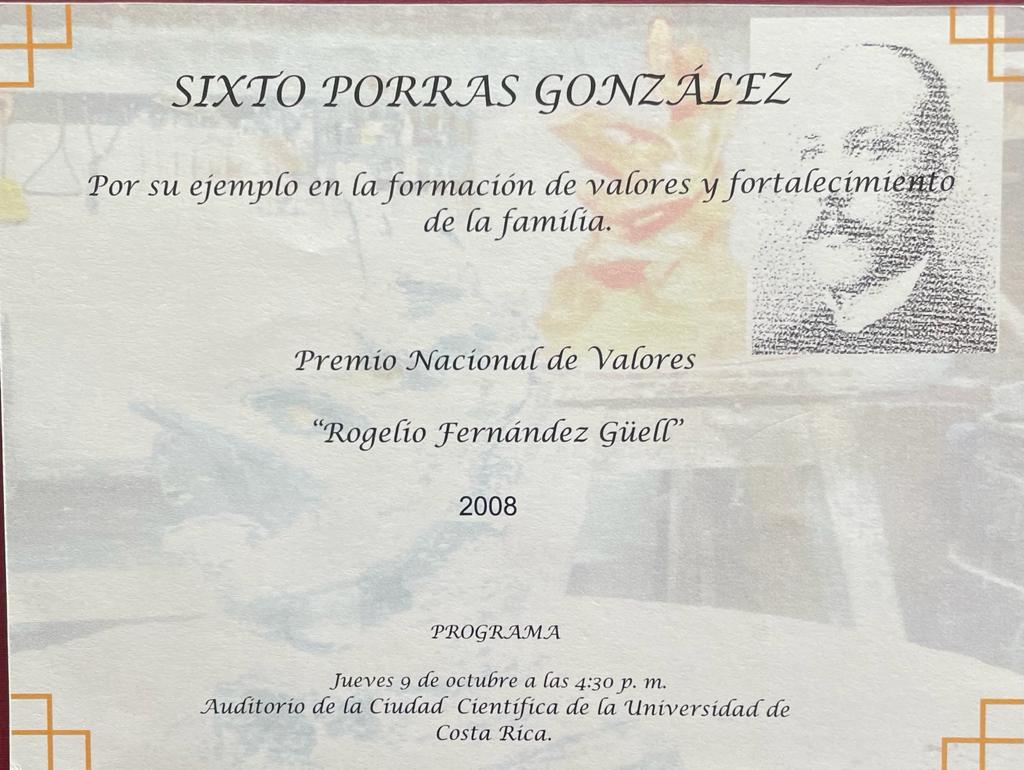 SIXTO PORRAS GONZÁLEZ
Por su ejemplo en la formación de valores y fortalecimiento
de la familia.
Premio Nacional de Valores
“Rogelio Fernández Güell”
2008
PROGRAMA
Jueves 9 de octubre a las 4:30 p. m.
Auditorio de la Ciudad Científica de la Universidad de
Costa Rica.